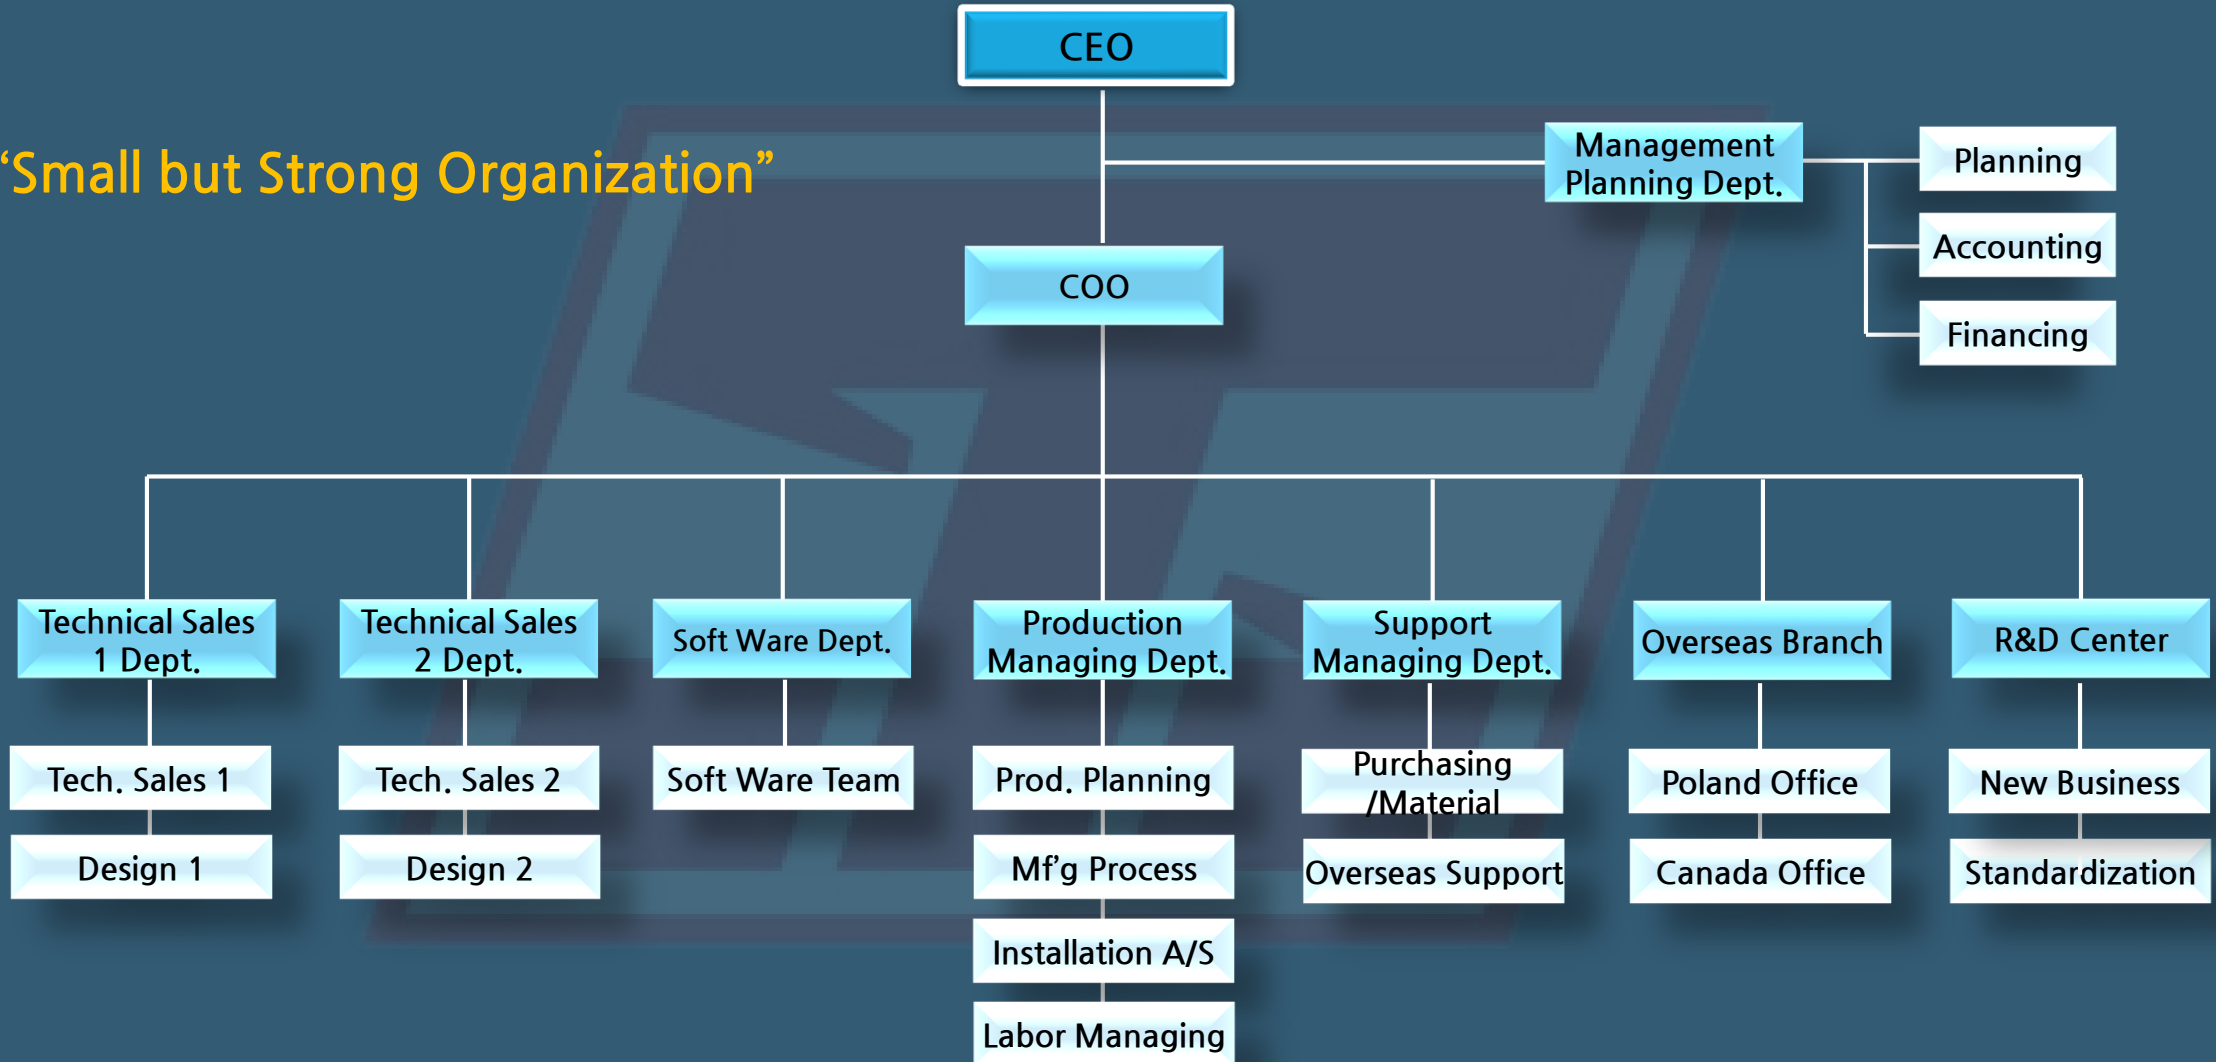 CEO
“Small but Strong Organization”
Management
Planning Dept.
Planning
Accounting
Financing
COO
Technical Sales
1 Dept.
Technical Sales
2 Dept.
Soft Ware Dept.
Production
Managing Dept.
Support
Managing Dept.
Overseas Branch
R&D Center
Tech. Sales 1
Tech. Sales 2
Soft Ware Team
Prod. Planning
Purchasing
/Material
Poland Office
New Business
Design 1
Design 2
Mf’g Process
Overseas Support
Canada Office
Standardization
Installation A/S
Labor Managing